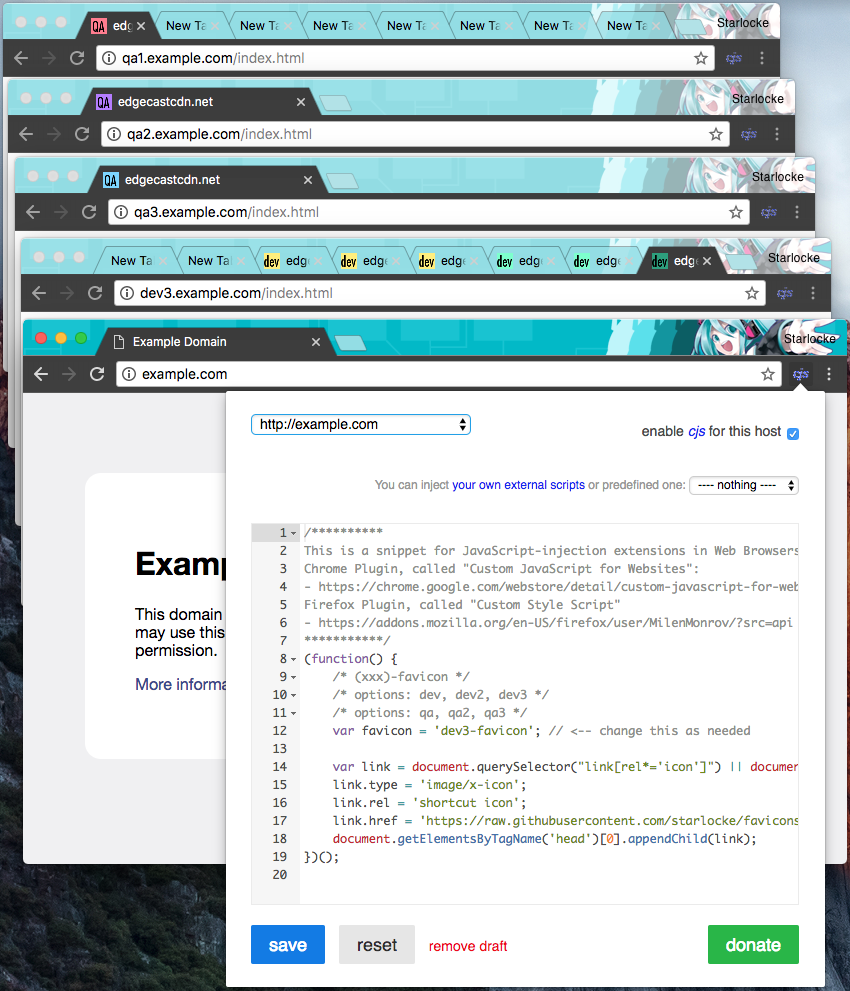 QA edg New Ta New Ta New Ta New Ta New Ta New Ta New Ta Starlocke
qa1.example.com/index.html cjs
QA edgecastcdn.net Starlocke
qa2.example.com/index.html cjs
QA edgecastcdn.net Starlocke
qa3.example.com/index.html cjs
New Ta New Ta dev edg dev edg dev edg dev edg dev edg dev edg Starlocke
dev3.example.com/index.html cjs
Example Domain Starlocke
example.com cjs
http://example.com
enable cjs for this host
You can inject your own external scripts or predefined one: ---- nothing ----
Examp
This domain
may use this
permission.
More informa
1 /**********
2 This is a snippet for JavaScript-injection extensions in Web Browsers
3 Chrome Plugin, called "Custom JavaScript for Websites":
4 - https://chrome.google.com/webstore/detail/custom-javascript-for-web
5 Firefox Plugin, called "Custom Style Script"
6 - https://addons.mozilla.org/en-US/firefox/user/MilenMonrov/?src=api
7 ***********/
8 (function() {
9 /* (xxx)-favicon */
10 /* options: dev, dev2, dev3 */
11 /* options: qa, qa2, qa3 */
12 var favicon = 'dev3-favicon'; // <-- change this as needed
13
14 var link = document.querySelector("link[rel*='icon']") || documen
15 link.type = 'image/x-icon';
16 link.rel = 'shortcut icon';
17 link.href = 'https://raw.githubusercontent.com/starlocke/favicons
18 document.getElementsByTagName('head')[0].appendChild(link);
19 })();
20
save reset remove draft donate